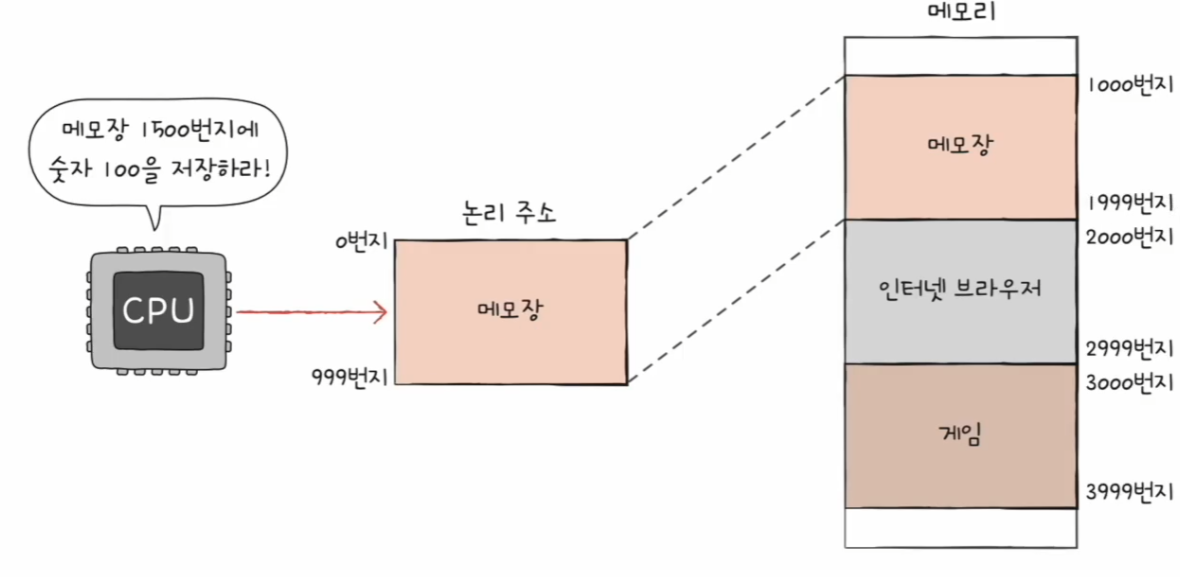 메모리
메모장 1500번지에
숫자 100을 저장하라!
CPU
논리 주소
0번지
메모장
999번지
1000번지
메모장
1999번지
2000번지
인터넷 브라우저
2999번지
3000번지
게임
3999번지